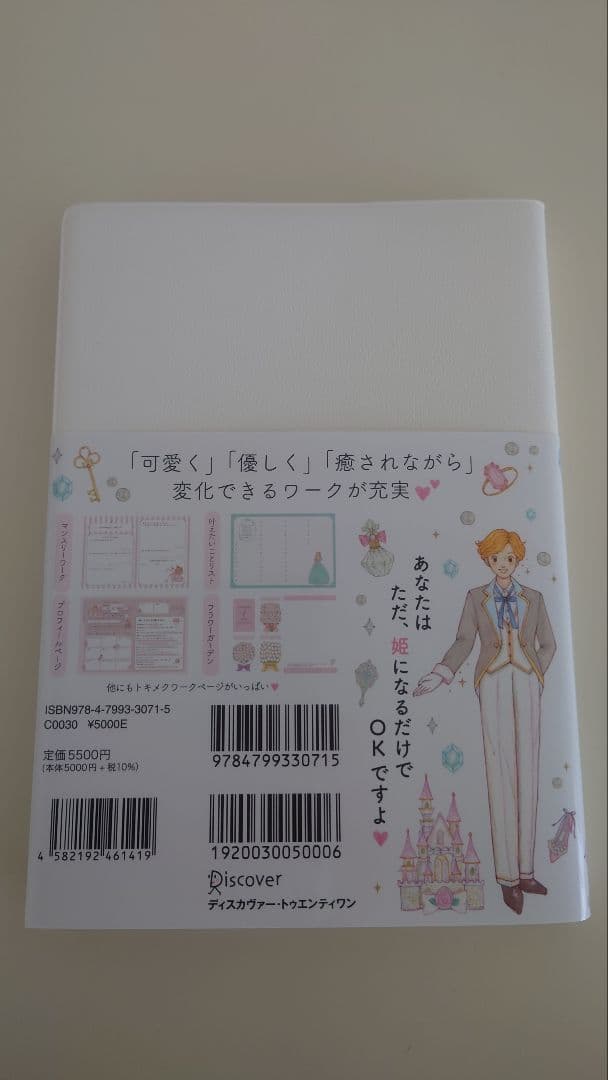 「可愛く」「優しく」「癒されながら」
変化できるワークが充実💕
マンスリーワーク
叶えたいことリスト
プロフィールページ
フラワーガーデン
他にもトキメクワークページがいっぱい♥
あなたは
ただ、姫になるだけで
OKですよ♥
ISBN978-4-7993-3071-5
C0030 ¥5000E
定価5500円
(本体5000円+税10%)
9784799330715
4 582192 461419
1920030050006
Discover
ディスカヴァー・トゥエンティワン